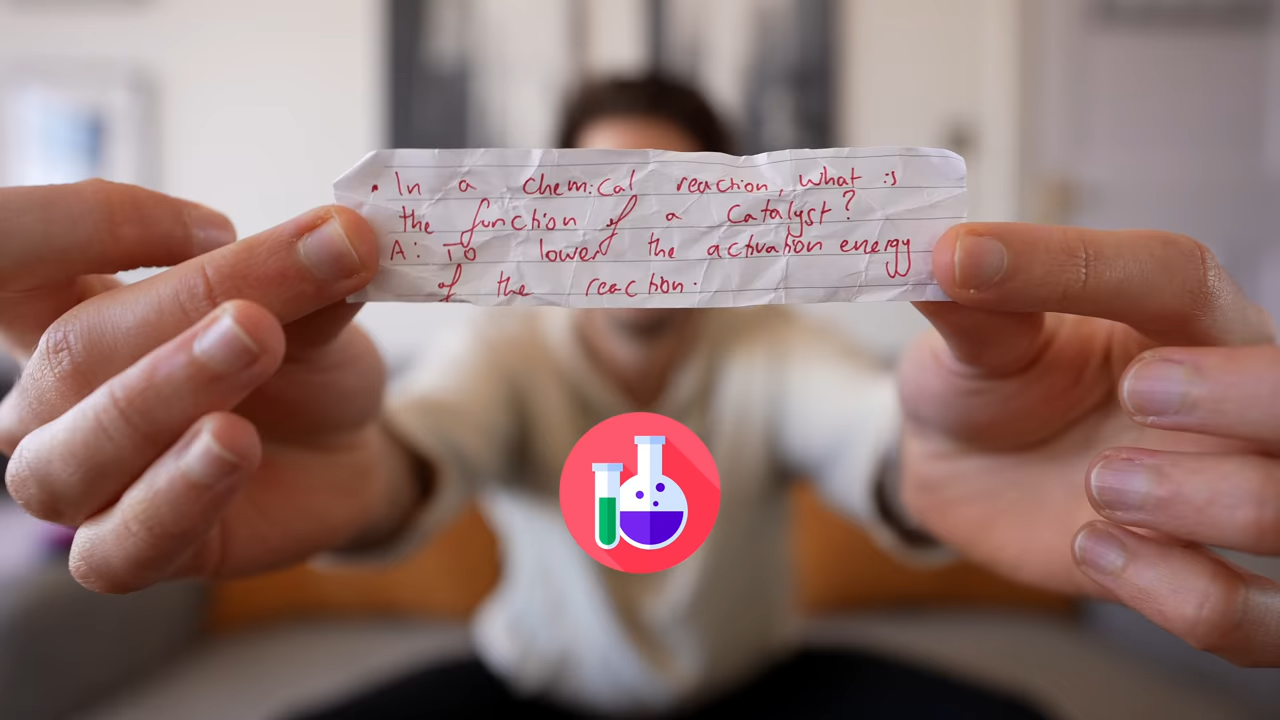 • In a chemical reaction, what is
the function of a catalyst?
A: To lower the activation energy
of the reaction.